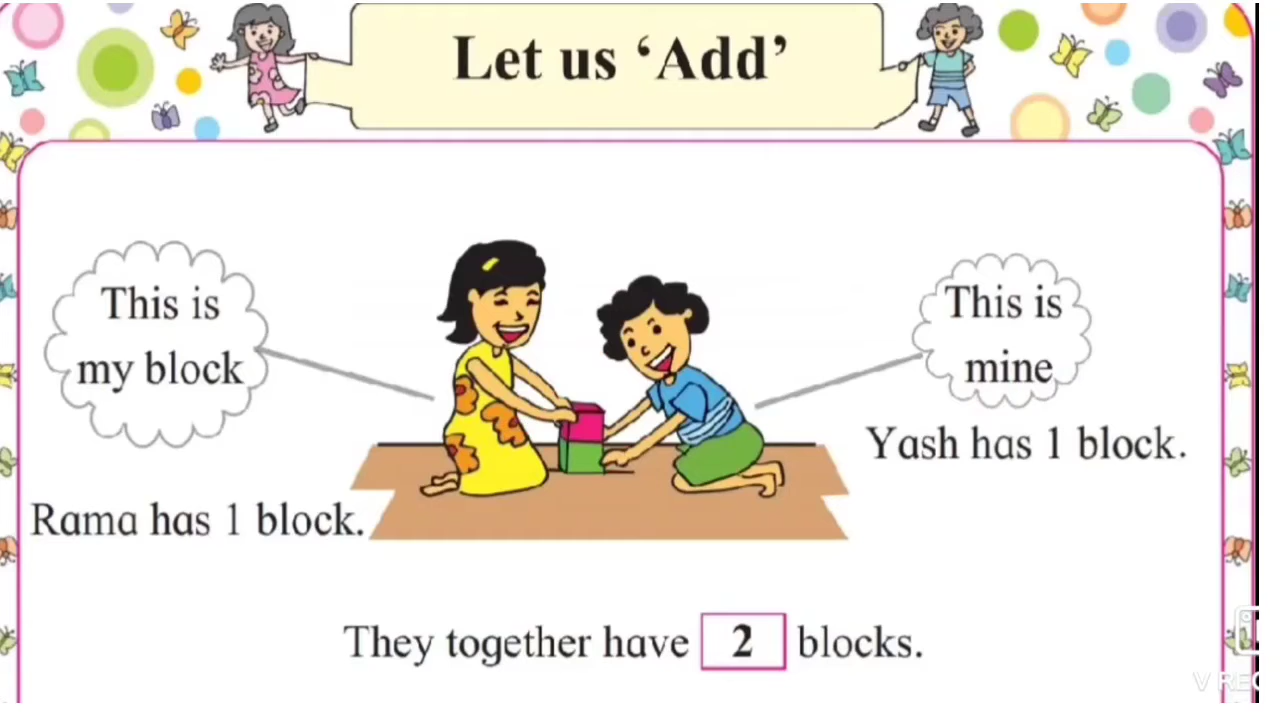 Let us ‘Add’
This is
my block
This is
mine
Yash has 1 block.
Rama has 1 block.
They together have 2 blocks.